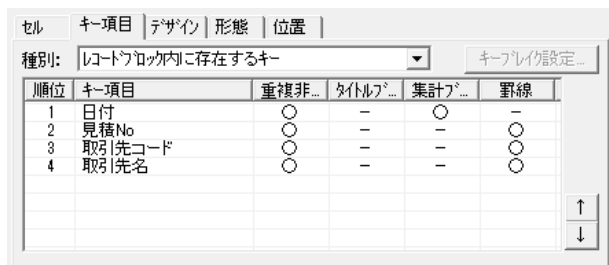 セル キー項目 デザイン 形態 位置
種別: レコードブロック内に存在するキー キーブレイク設定...
順位 キー項目 重複非... タイトルブ... 集計ブ... 罫線
1 日付 ○ − ○ −
2 見積No ○ − − ○
3 取引先コード ○ − − ○
4 取引先名 ○ − − ○
↑
↓